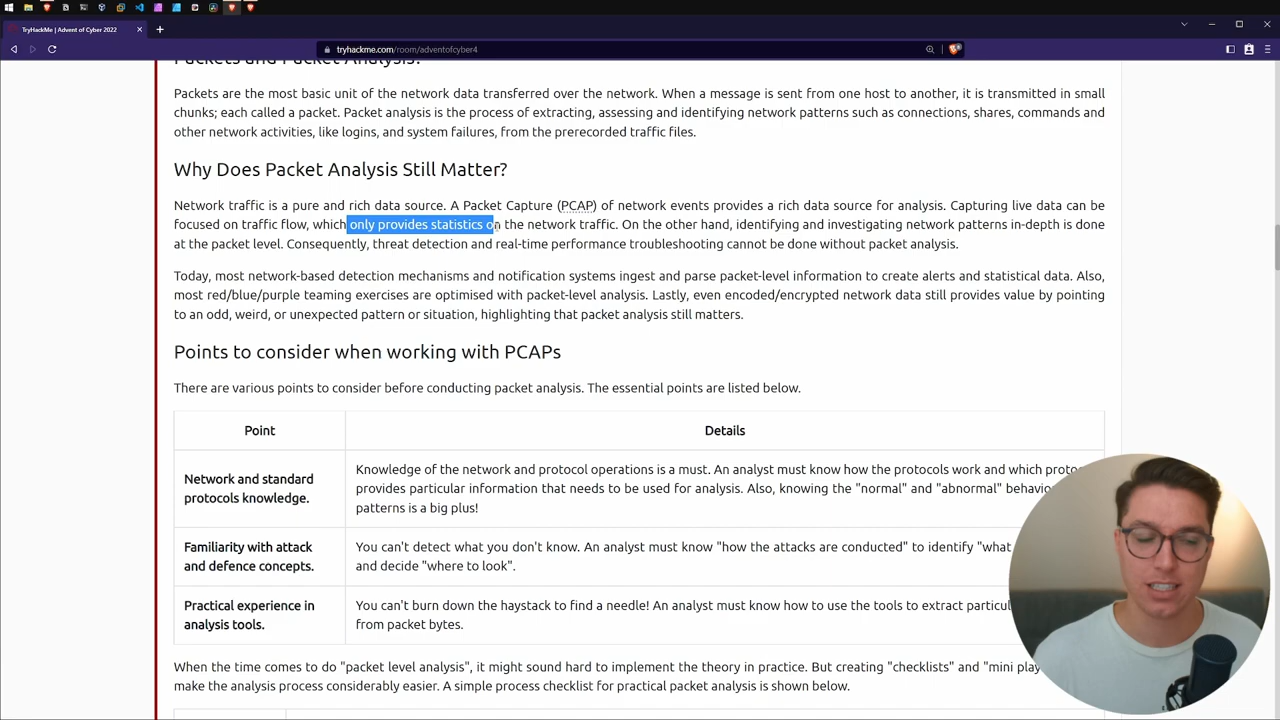 TryHackMe | Advent of Cyber 2022
tryhackme.com/room/adventofcyber4
Packets and Packet Analysis?
Packets are the most basic unit of the network data transferred over the network. When a message is sent from one host to another, it is transmitted in small
chunks; each called a packet. Packet analysis is the process of extracting, assessing and identifying network patterns such as connections, shares, commands and
other network activities, like logins, and system failures, from the prerecorded traffic files.
Why Does Packet Analysis Still Matter?
Network traffic is a pure and rich data source. A Packet Capture (PCAP) of network events provides a rich data source for analysis. Capturing live data can be
focused on traffic flow, which only provides statistics on the network traffic. On the other hand, identifying and investigating network patterns in-depth is done
at the packet level. Consequently, threat detection and real-time performance troubleshooting cannot be done without packet analysis.
Today, most network-based detection mechanisms and notification systems ingest and parse packet-level information to create alerts and statistical data. Also,
most red/blue/purple teaming exercises are optimised with packet-level analysis. Lastly, even encoded/encrypted network data still provides value by pointing
to an odd, weird, or unexpected pattern or situation, highlighting that packet analysis still matters.
Points to consider when working with PCAPs
There are various points to consider before conducting packet analysis. The essential points are listed below.
Point
Details
Network and standard
protocols knowledge.
Knowledge of the network and protocol operations is a must. An analyst must know how the protocols work and which
provides particular information that needs to be used for analysis. Also, knowing the "normal" and "abnormal"
patterns is a big plus!
Familiarity with attack
and defence concepts.
You can't detect what you don't know. An analyst must know "how the attacks are conducted" to identify "what
and decide "where to look".
Practical experience in
analysis tools.
You can't burn down the haystack to find a needle! An analyst must know how to use the tools to extract
from packet bytes.
When the time comes to do "packet level analysis", it might sound hard to implement the theory in practice. But creating "checklists" and "mini
make the analysis process considerably easier. A simple process checklist for practical packet analysis is shown below.